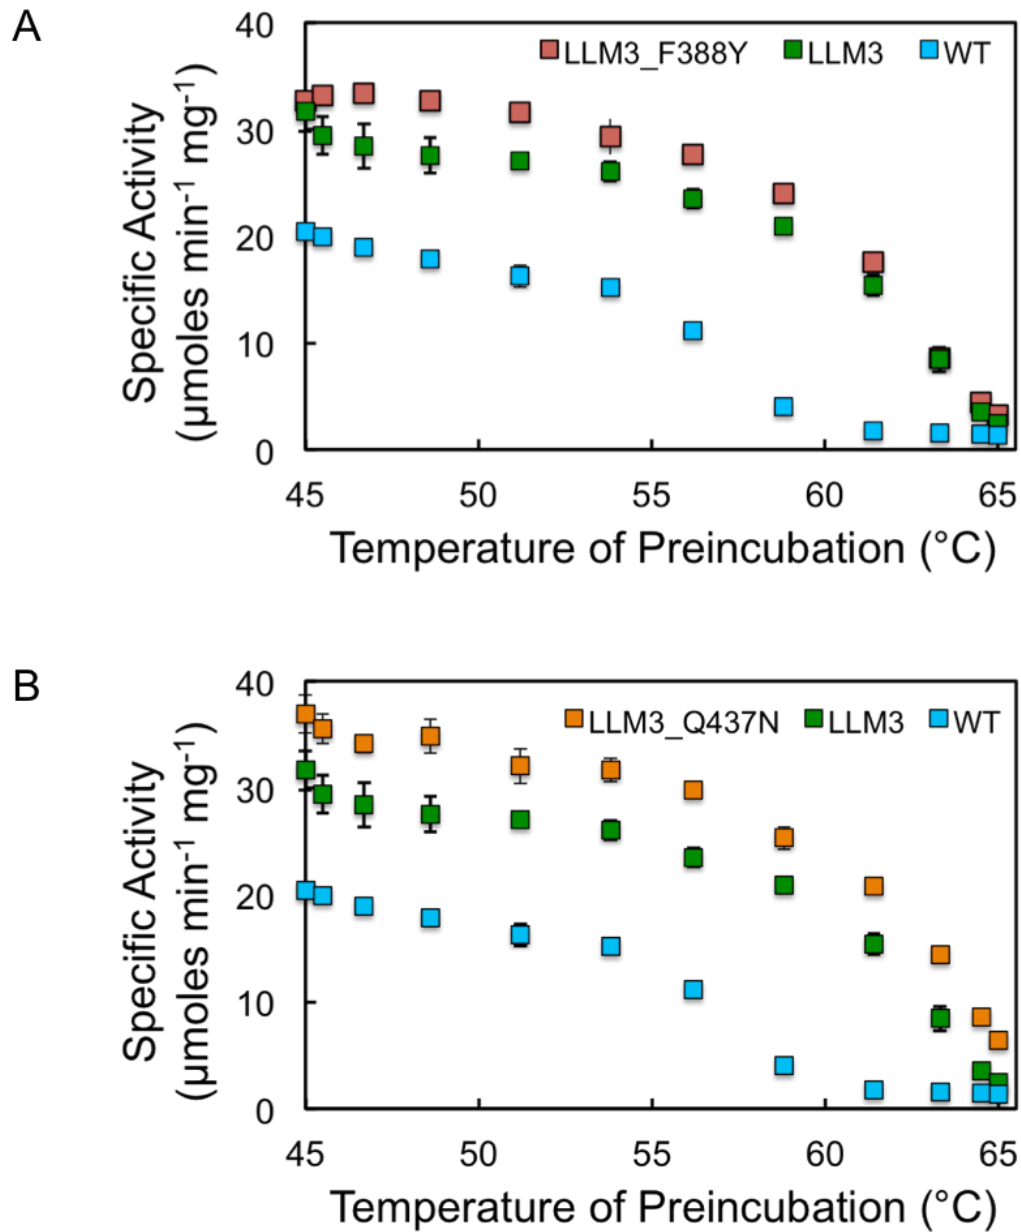 A
40
30
20
10
0
LLM3_F388Y LLM3 WT
Specific Activity
(µmoles min⁻¹ mg⁻¹)
45 50 55 60 65
Temperature of Preincubation (°C)
B
40
30
20
10
0
LLM3_Q437N LLM3 WT
Specific Activity
(µmoles min⁻¹ mg⁻¹)
45 50 55 60 65
Temperature of Preincubation (°C)